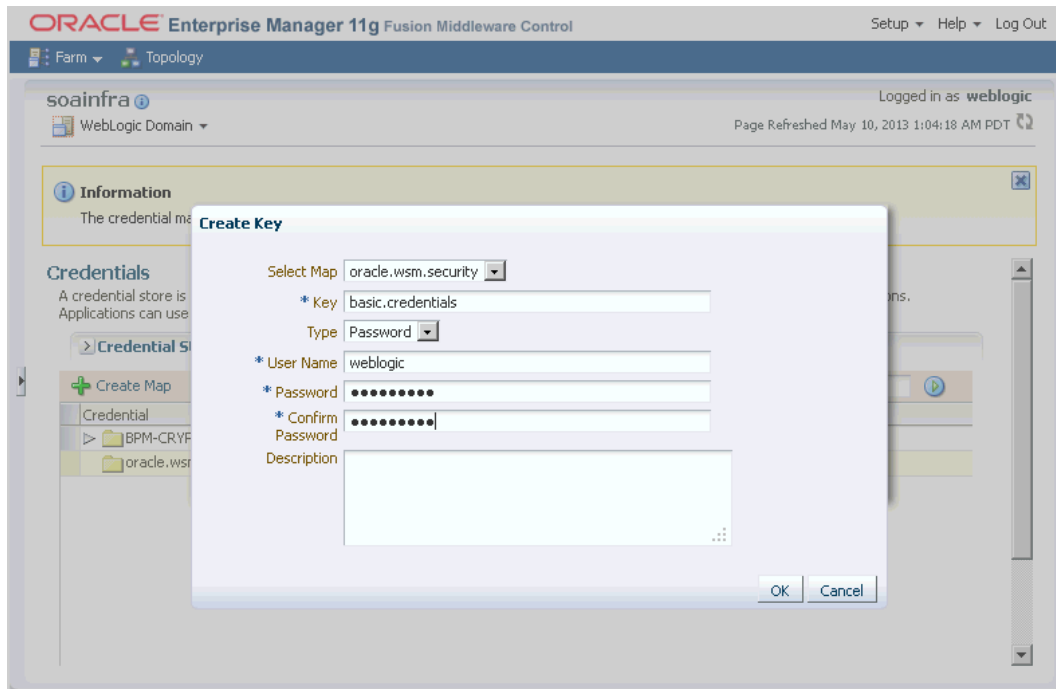 ORACLE Enterprise Manager 11g Fusion Middleware Control
Setup Help Log Out
Farm Topology
soainfra
Logged in as weblogic
WebLogic Domain
Page Refreshed May 10, 2013 1:04:18 AM PDT
Information
The credential
Create Key
Select Map oracle.wsm.security
* Key basic.credentials
Type Password
* User Name weblogic
* Password •••••••••
* Confirm Password •••••••••
Description
OK Cancel
Credentials
A credential store is
Applications can use
Credential
Create Map
Credential
BPM-CRYP
oracle.wsm